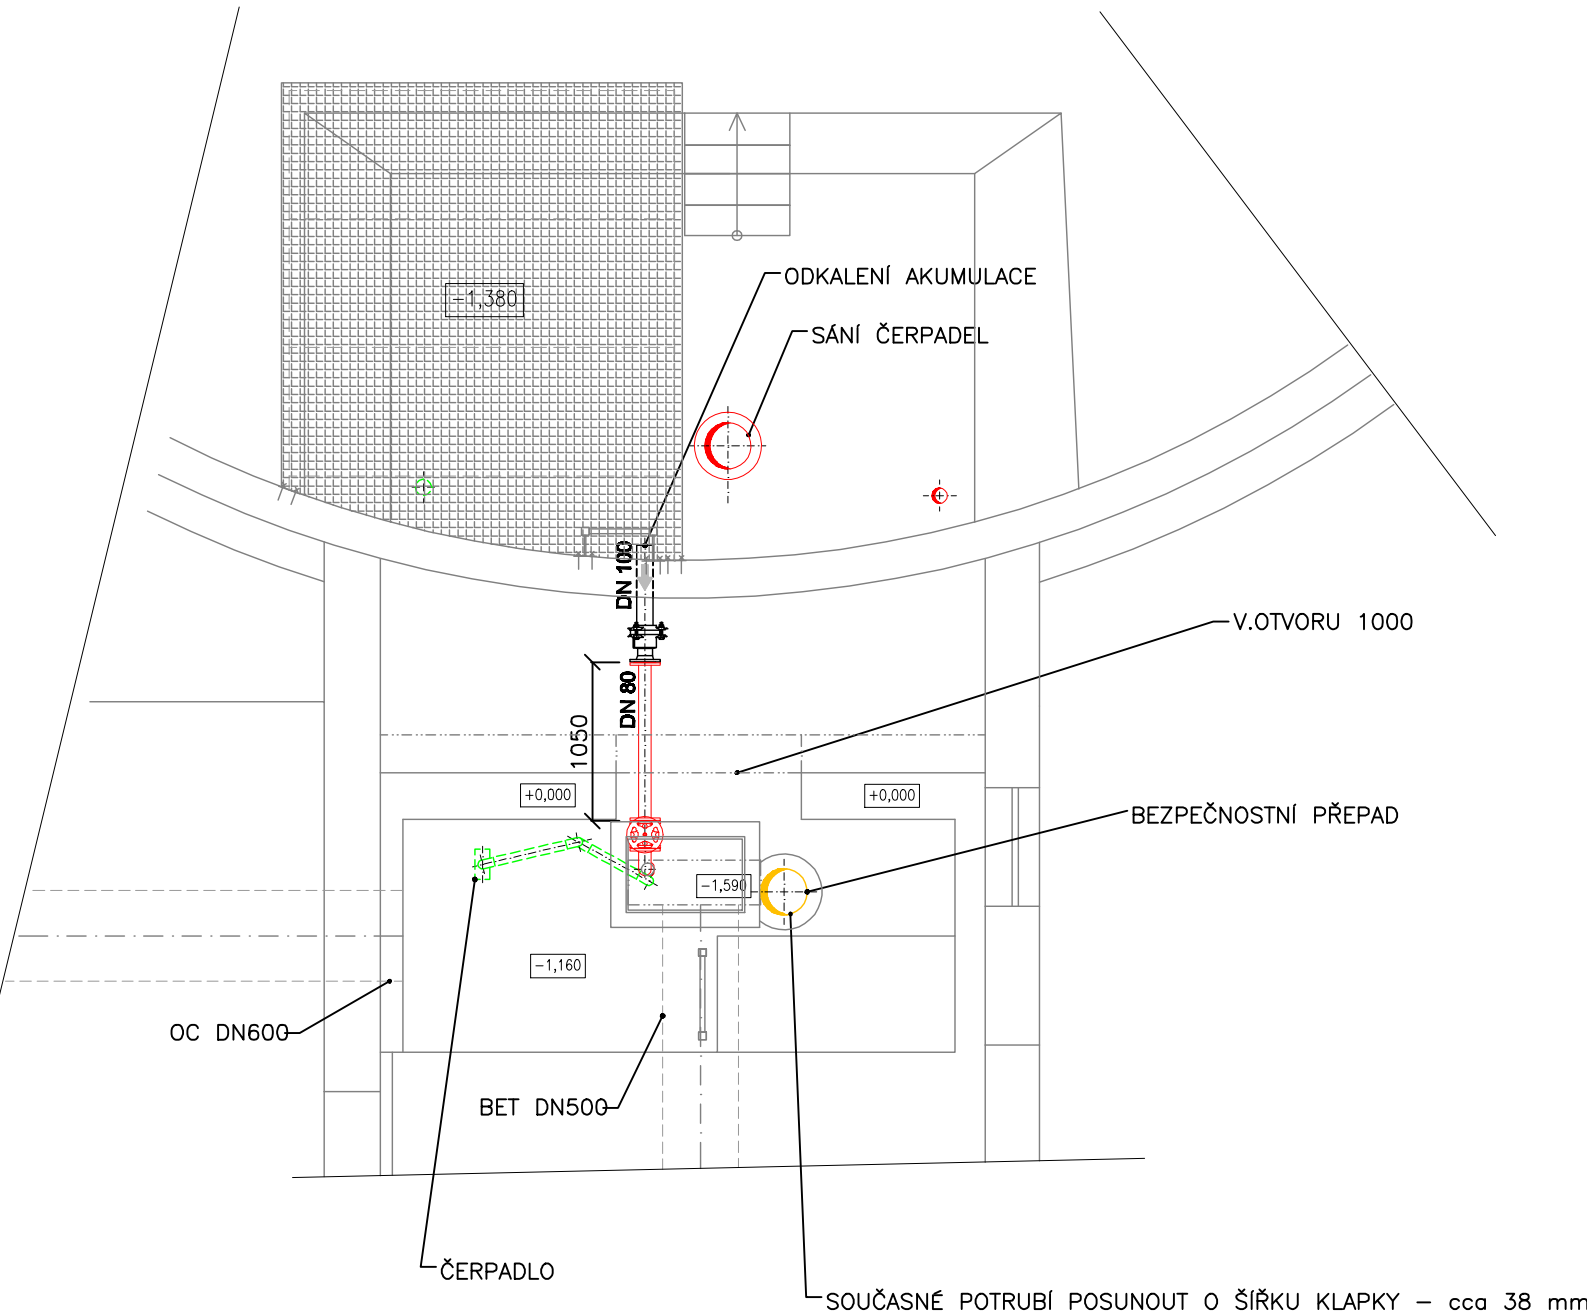 ODKALENÍ AKUMULACE
-1,380
SÁNÍ ČERPADEL
DN 100
V.OTVORU 1000
DN 80
1050
+0,000
+0,000
BEZPEČNOSTNÍ PŘEPAD
-1,590
-1,160
OC DN600
BET DN500
ČERPADLO
SOUČASNÉ POTRUBÍ POSUNOUT O ŠÍŘKU KLAPKY - cca 38 mm